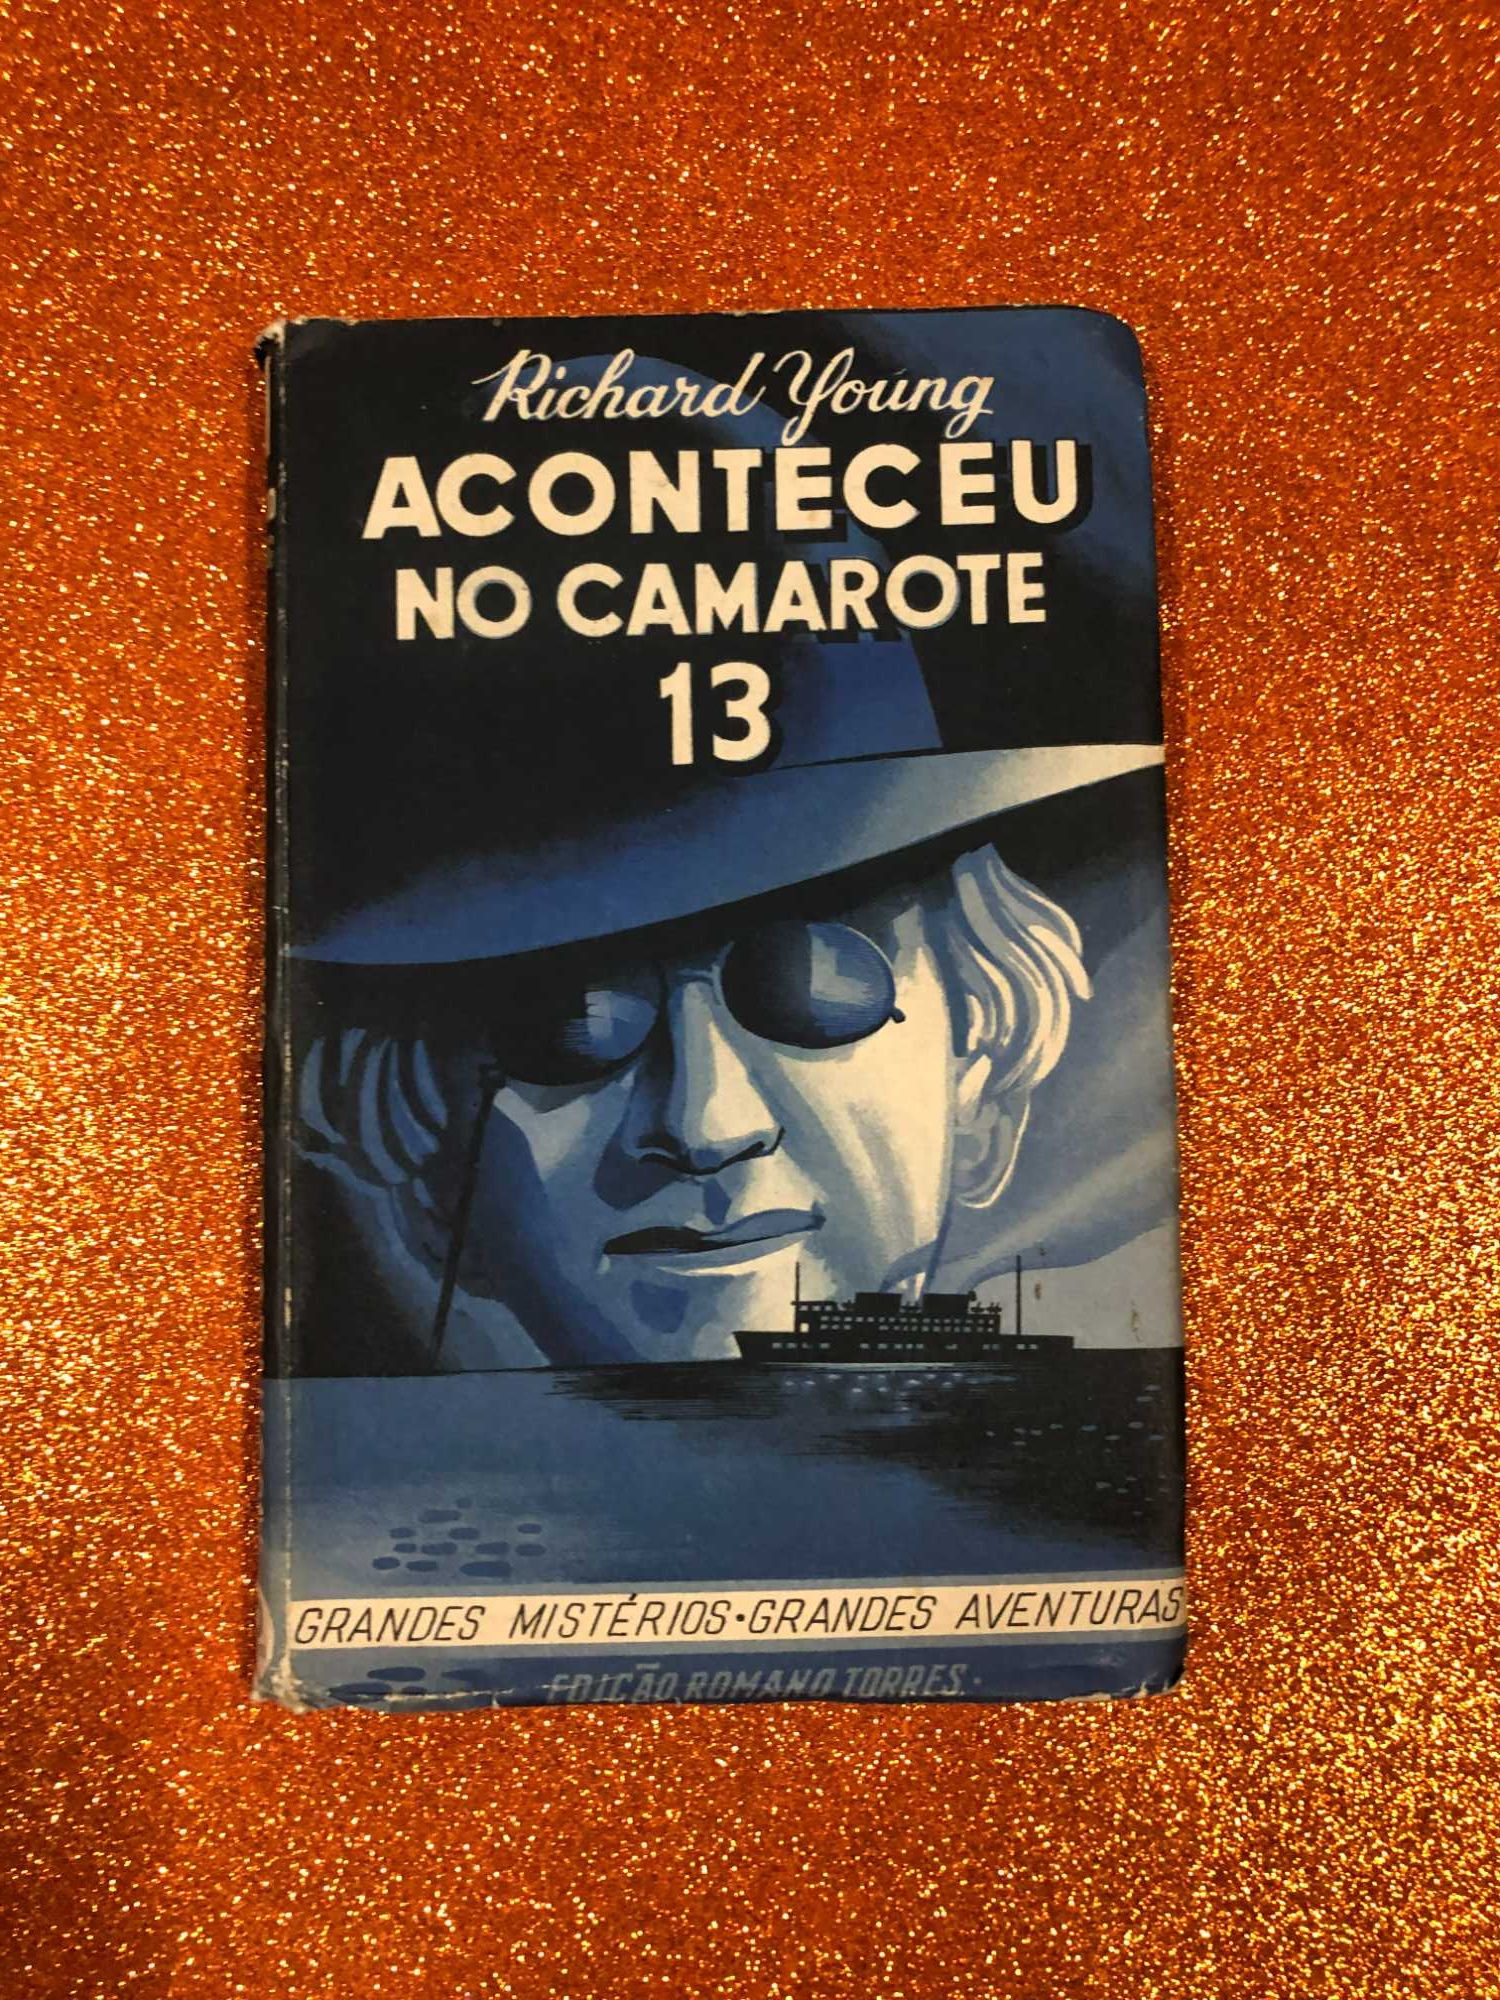 Richard Young
ACONTECEU
NO CAMAROTE
13
GRANDES MISTÉRIOS · GRANDES AVENTURAS
EDIÇÃO ROMANO TORRES.